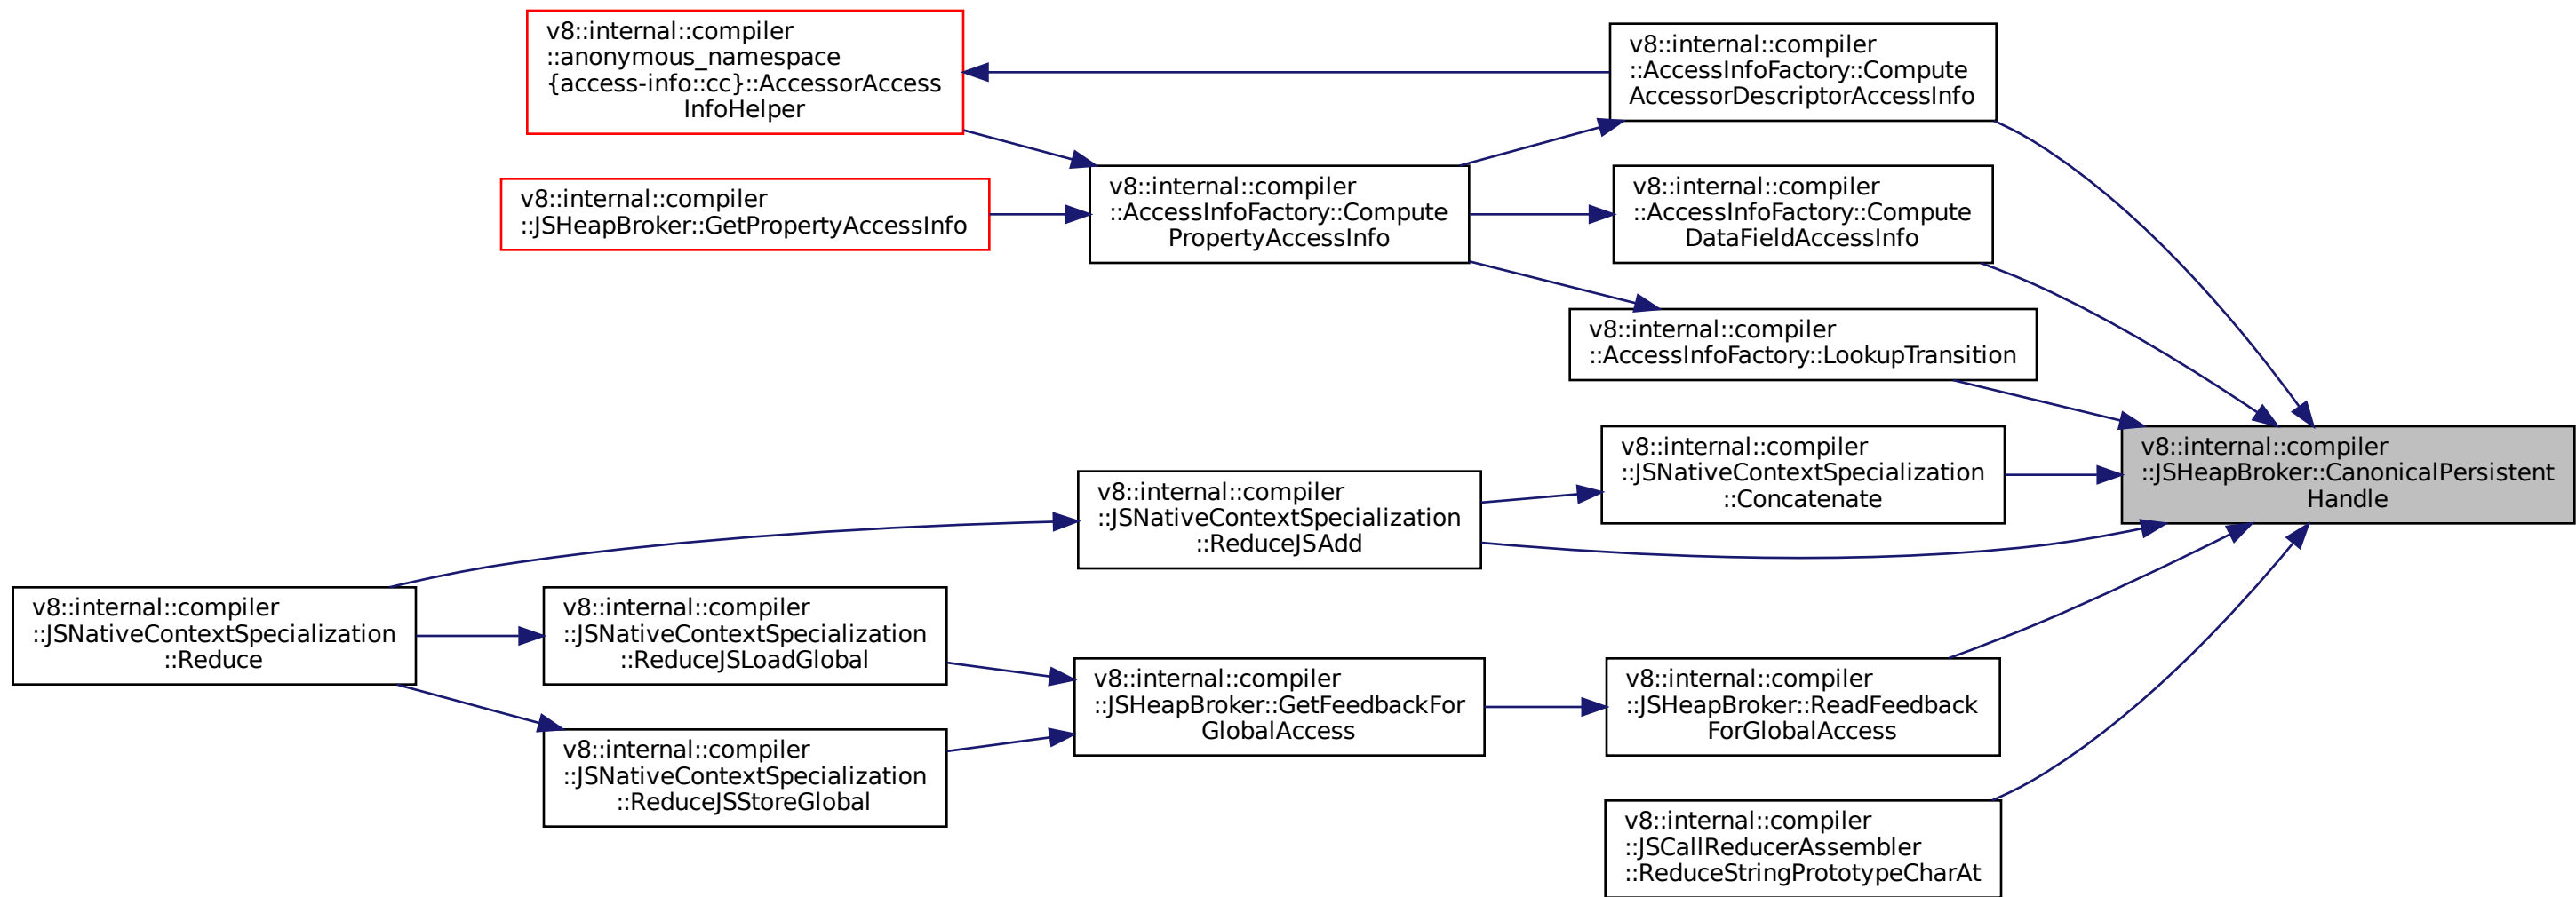 v8::internal::compiler
::anonymous_namespace
{access-info::cc}::AccessorAccess
InfoHelper
v8::internal::compiler
::AccessInfoFactory::Compute
AccessorDescriptorAccessInfo
v8::internal::compiler
::JSHeapBroker::GetPropertyAccessInfo
v8::internal::compiler
::AccessInfoFactory::Compute
PropertyAccessInfo
v8::internal::compiler
::AccessInfoFactory::Compute
DataFieldAccessInfo
v8::internal::compiler
::AccessInfoFactory::LookupTransition
v8::internal::compiler
::JSHeapBroker::CanonicalPersistent
Handle
v8::internal::compiler
::JSNativeContextSpecialization
::Concatenate
v8::internal::compiler
::JSNativeContextSpecialization
::ReduceJSAdd
v8::internal::compiler
::JSNativeContextSpecialization
::Reduce
v8::internal::compiler
::JSNativeContextSpecialization
::ReduceJSLoadGlobal
v8::internal::compiler
::JSHeapBroker::GetFeedbackFor
GlobalAccess
v8::internal::compiler
::JSHeapBroker::ReadFeedback
ForGlobalAccess
v8::internal::compiler
::JSNativeContextSpecialization
::ReduceJSStoreGlobal
v8::internal::compiler
::JSCallReducerAssembler
::ReduceStringPrototypeCharAt